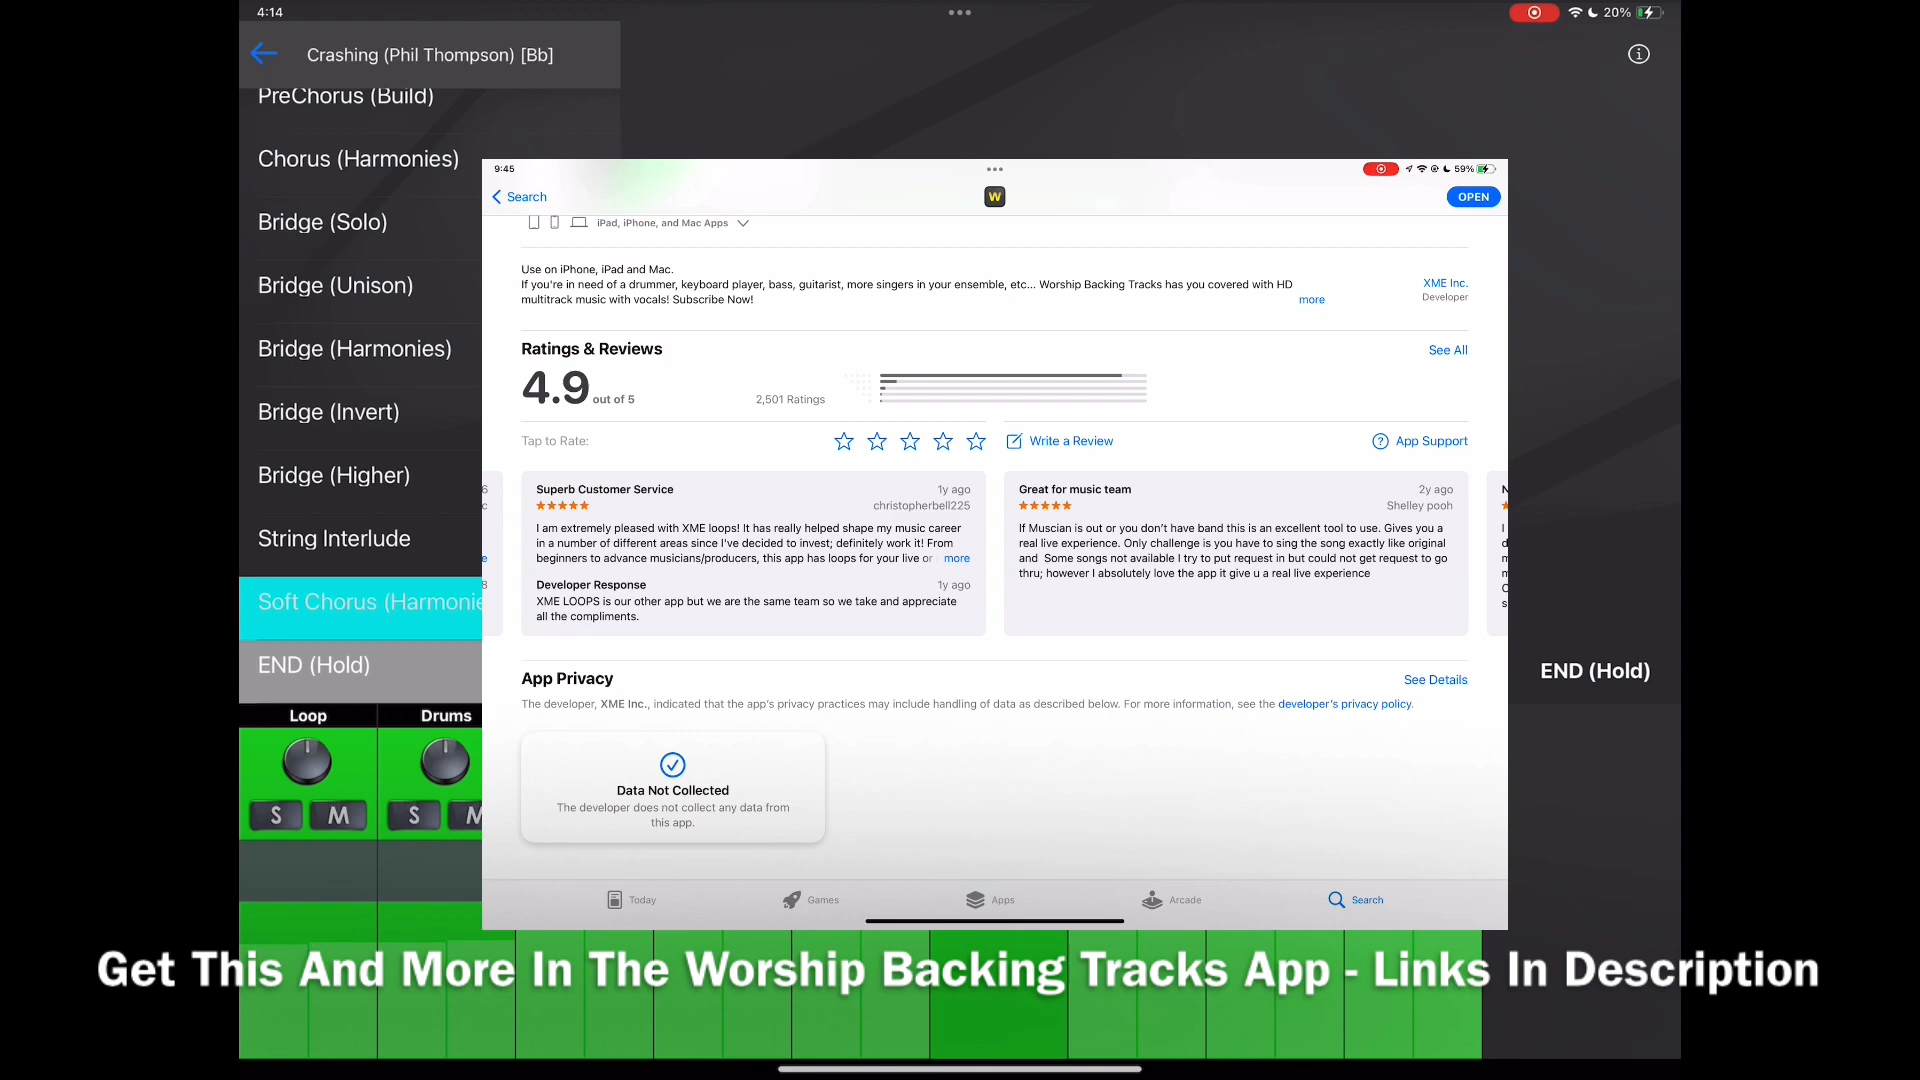 4:14
20%
Crashing (Phil Thompson) [Bb]
PreChorus (Build)
Chorus (Harmonies)
Bridge (Solo)
Bridge (Unison)
Bridge (Harmonies)
Bridge (Invert)
Bridge (Higher)
String Interlude
Soft Chorus (Harmonie
END (Hold)
Loop
Drums
S M
S M
9:45
59%
Search
W
OPEN
iPad, iPhone, and Mac Apps
Use on iPhone, iPad and Mac.
If you're in need of a drummer, keyboard player, bass, guitarist, more singers in your ensemble, etc... Worship Backing Tracks has you covered with HD
multitrack music with vocals! Subscribe Now!
more
XME Inc.
Developer
Ratings & Reviews
See All
4.9 out of 5
2,501 Ratings
Tap to Rate:
Write a Review
App Support
Superb Customer Service
1y ago
christopherbell225
I am extremely pleased with XME loops! It has really helped shape my music career
in a number of different areas since I've decided to invest; definitely work it! From
beginners to advance musicians/producers, this app has loops for your live or more
Developer Response
1y ago
XME LOOPS is our other app but we are the same team so we take and appreciate
all the compliments.
Great for music team
2y ago
Shelley pooh
If Muscian is out or you don't have band this is an excellent tool to use. Gives you a
real live experience. Only challenge is you have to sing the song exactly like original
and Some songs not available I try to put request in but could not get request to go
thru; however I absolutely love the app it give u a real live experience
App Privacy
See Details
The developer, XME Inc., indicated that the app's privacy practices may include handling of data as described below. For more information, see the developer's privacy policy.
Data Not Collected
The developer does not collect any data from
this app.
Today
Games
Apps
Arcade
Search
END (Hold)
Get This And More In The Worship Backing Tracks App - Links In Description